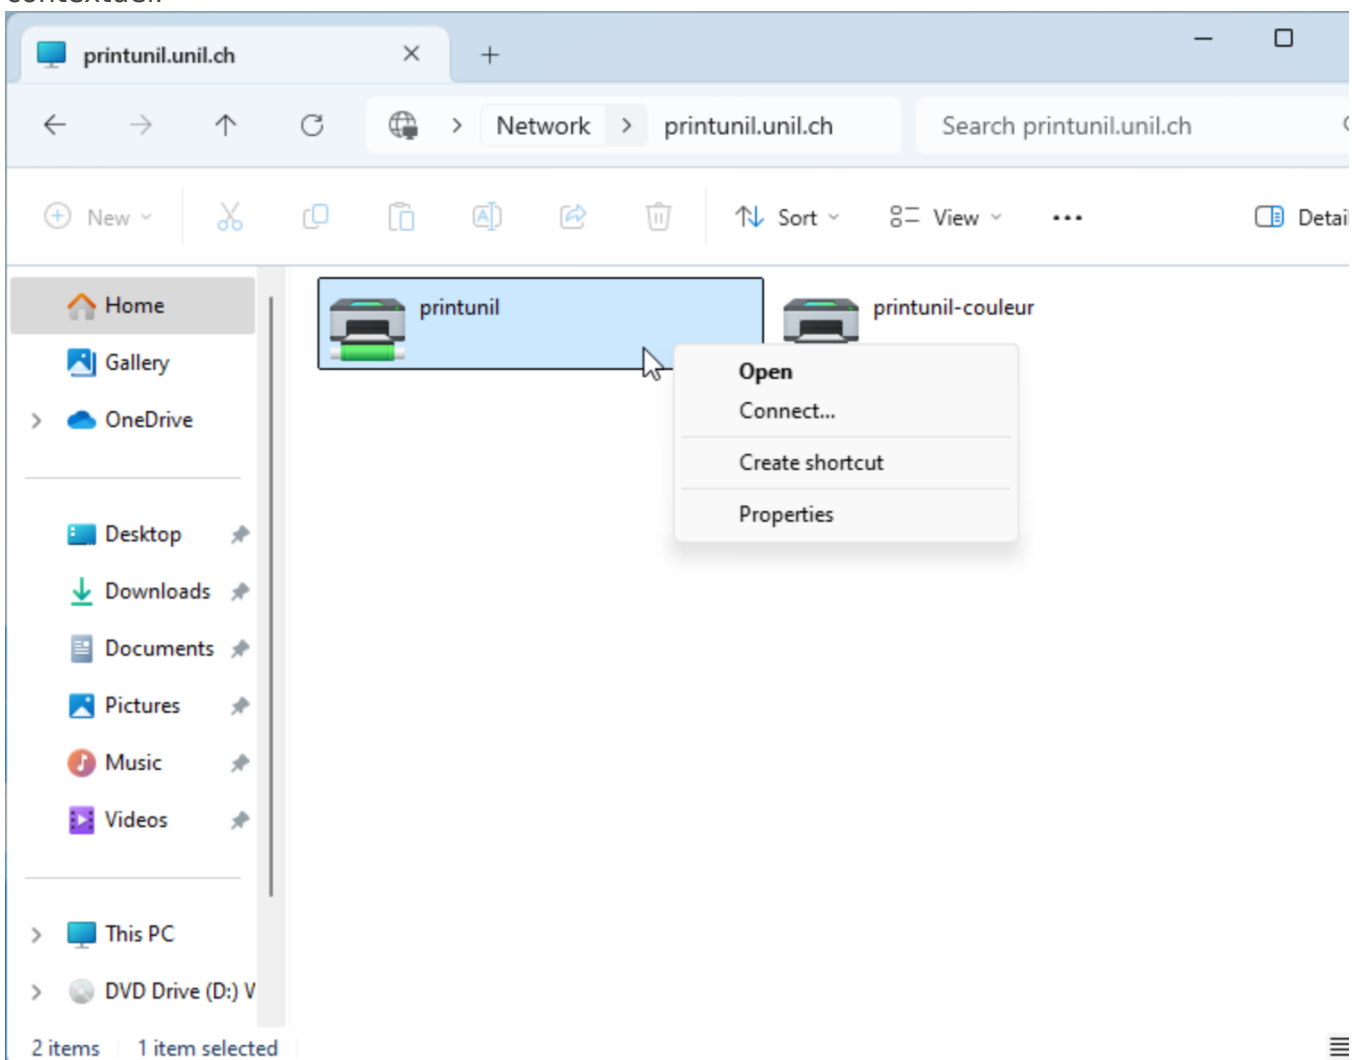 contextuel.
printunil.unil.ch
Network > printunil.unil.ch
Search printunil.unil.ch
New
Sort
View
Detail
Home
Gallery
OneDrive
Desktop
Downloads
Documents
Pictures
Music
Videos
This PC
DVD Drive (D:) V
printunil
printunil-couleur
Open
Connect...
Create shortcut
Properties
2 items
1 item selected